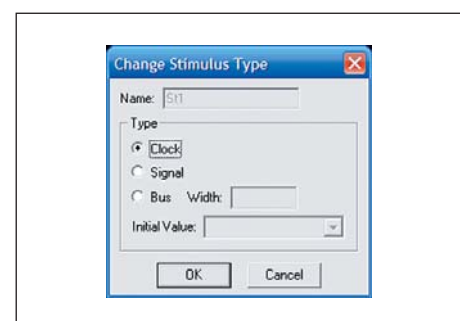 Change Stimulus Type
Name: St1
Type
Clock
Signal
Bus Width:
Initial Value:
OK Cancel